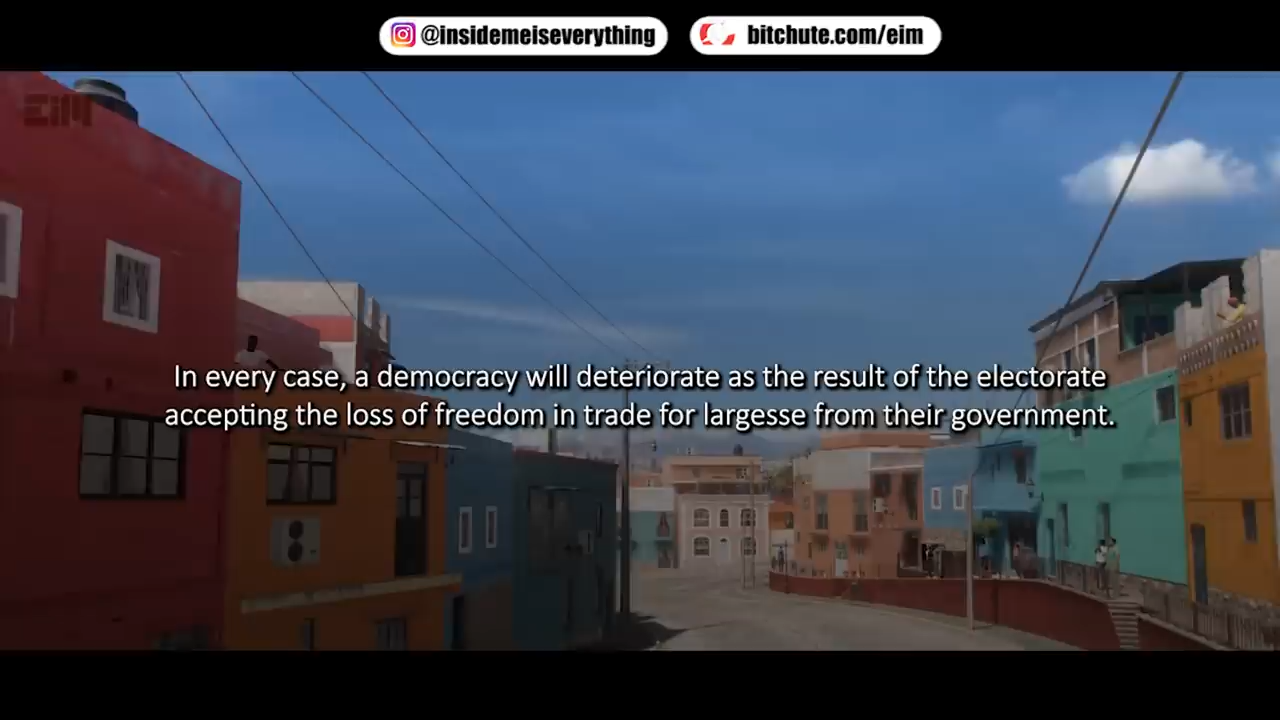 @insidemeiseverything
bitchute.com/eim
EIM
In every case, a democracy will deteriorate as the result of the electorate
accepting the loss of freedom in trade for largesse from their government.